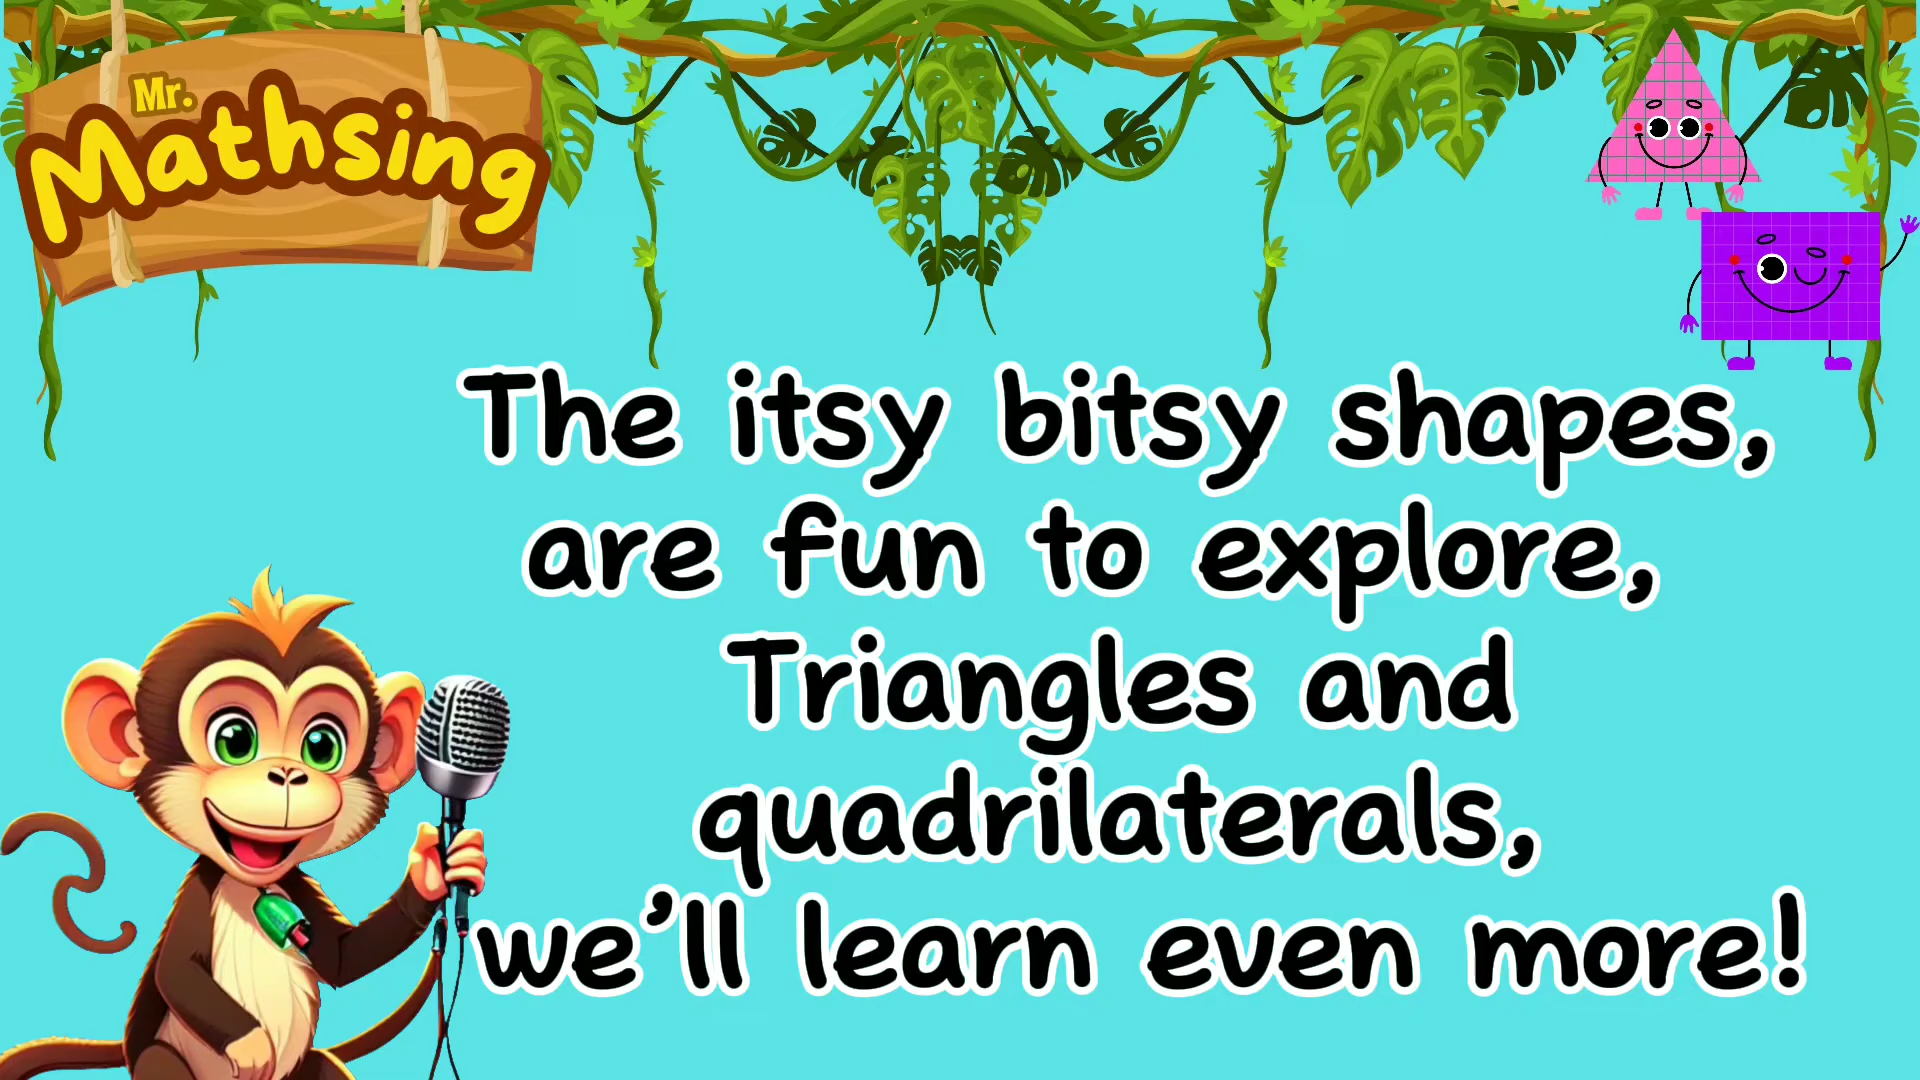 Mr.
Mathsing
The itsy bitsy shapes,
are fun to explore,
Triangles and
quadrilaterals,
we'll learn even more!